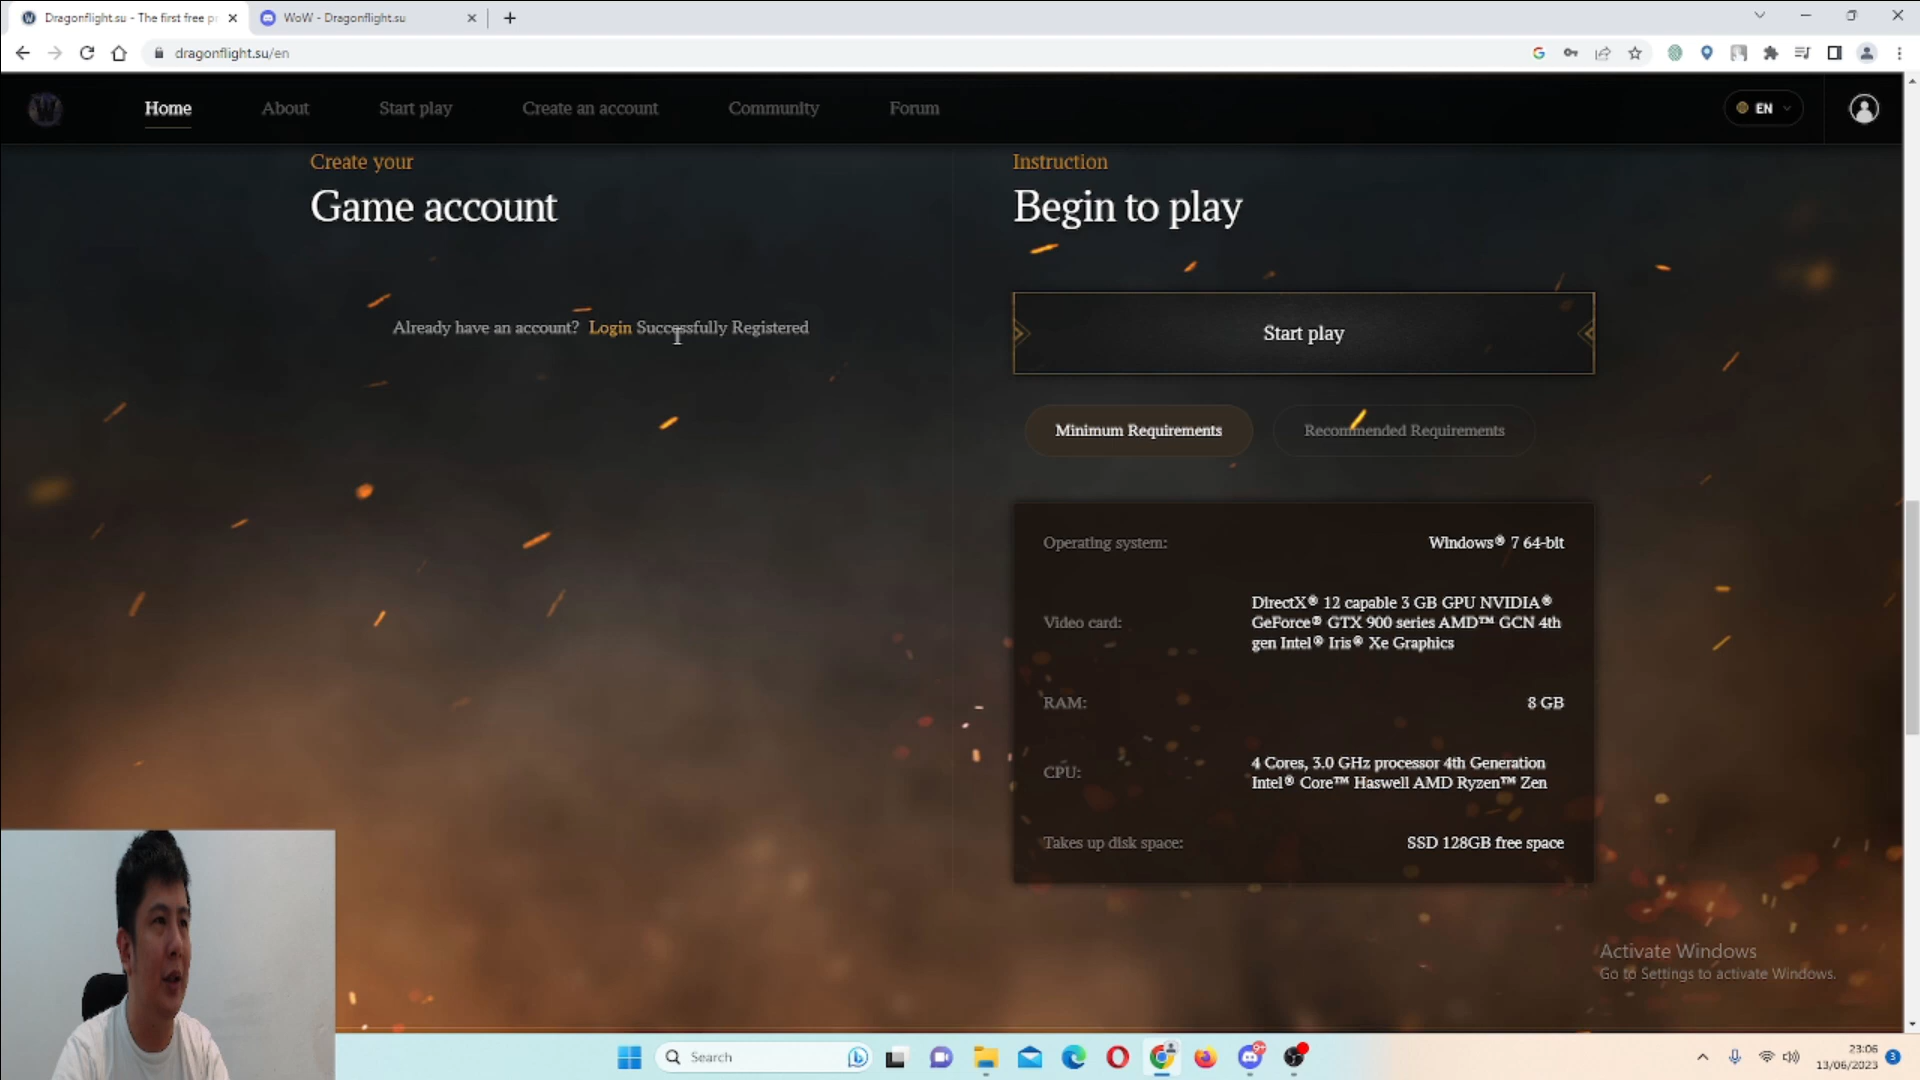 Dragonflight.su - The first free pr
WoW - Dragonflight.su
dragonflight.su/en
Home
About
Start play
Create an account
Community
Forum
EN
Create your
Game account
Already have an account? Login Successfully Registered
Instruction
Begin to play
Start play
Minimum Requirements
Recommended Requirements
Operating system:
Windows® 7 64-bit
Video card:
DirectX® 12 capable 3 GB GPU NVIDIA®
GeForce® GTX 900 series AMD™ GCN 4th
gen Intel® Iris® Xe Graphics
RAM:
8 GB
CPU:
4 Cores, 3.0 GHz processor 4th Generation
Intel® Core™ Haswell AMD Ryzen™ Zen
Takes up disk space:
SSD 128GB free space
Activate Windows
Go to Settings to activate Windows.
Search
23:06
13/06/2023
3